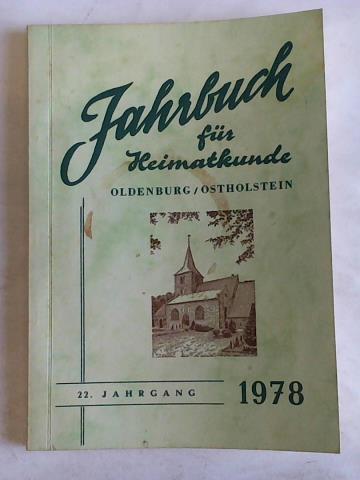 Jahrbuch
für
Heimatkunde
OLDENBURG/OSTHOLSTEIN
22. JAHRGANG 1978